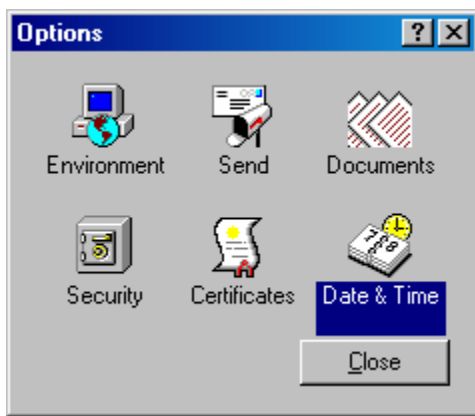 Options
Environment Send Documents
Security Certificates Date & Time
Close